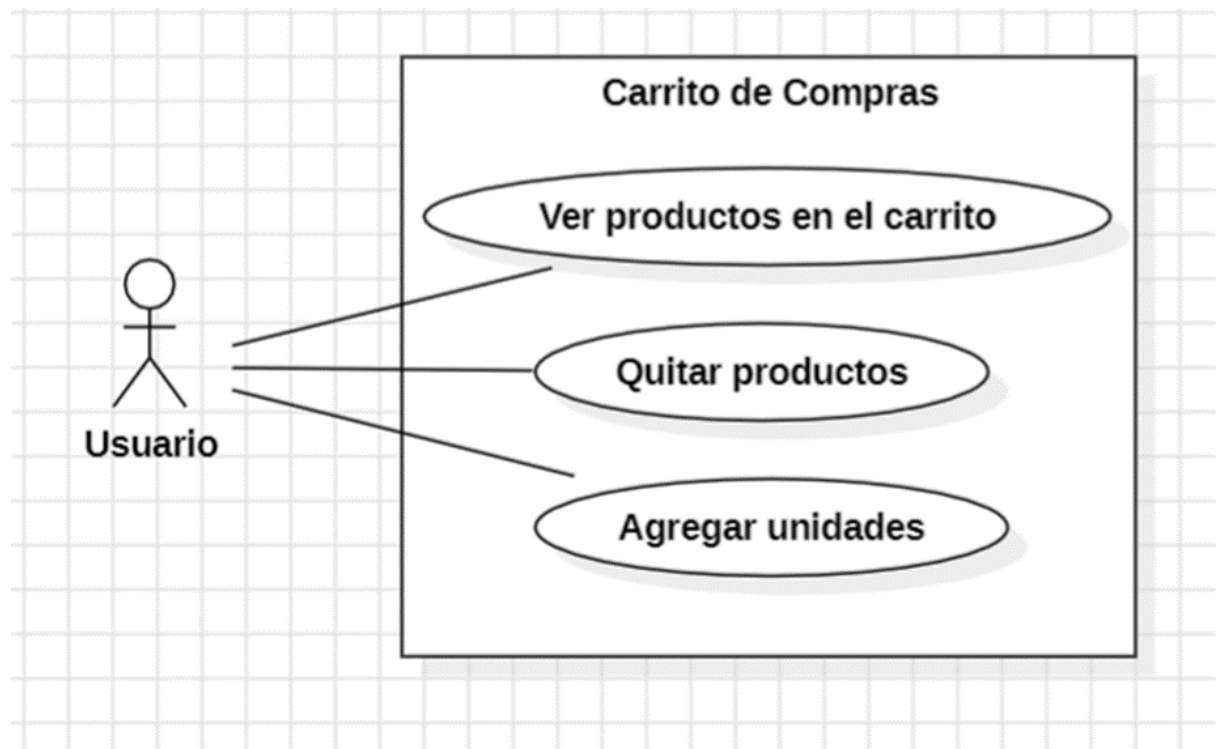 Carrito de Compras
Ver productos en el carrito
Quitar productos
Usuario
Agregar unidades